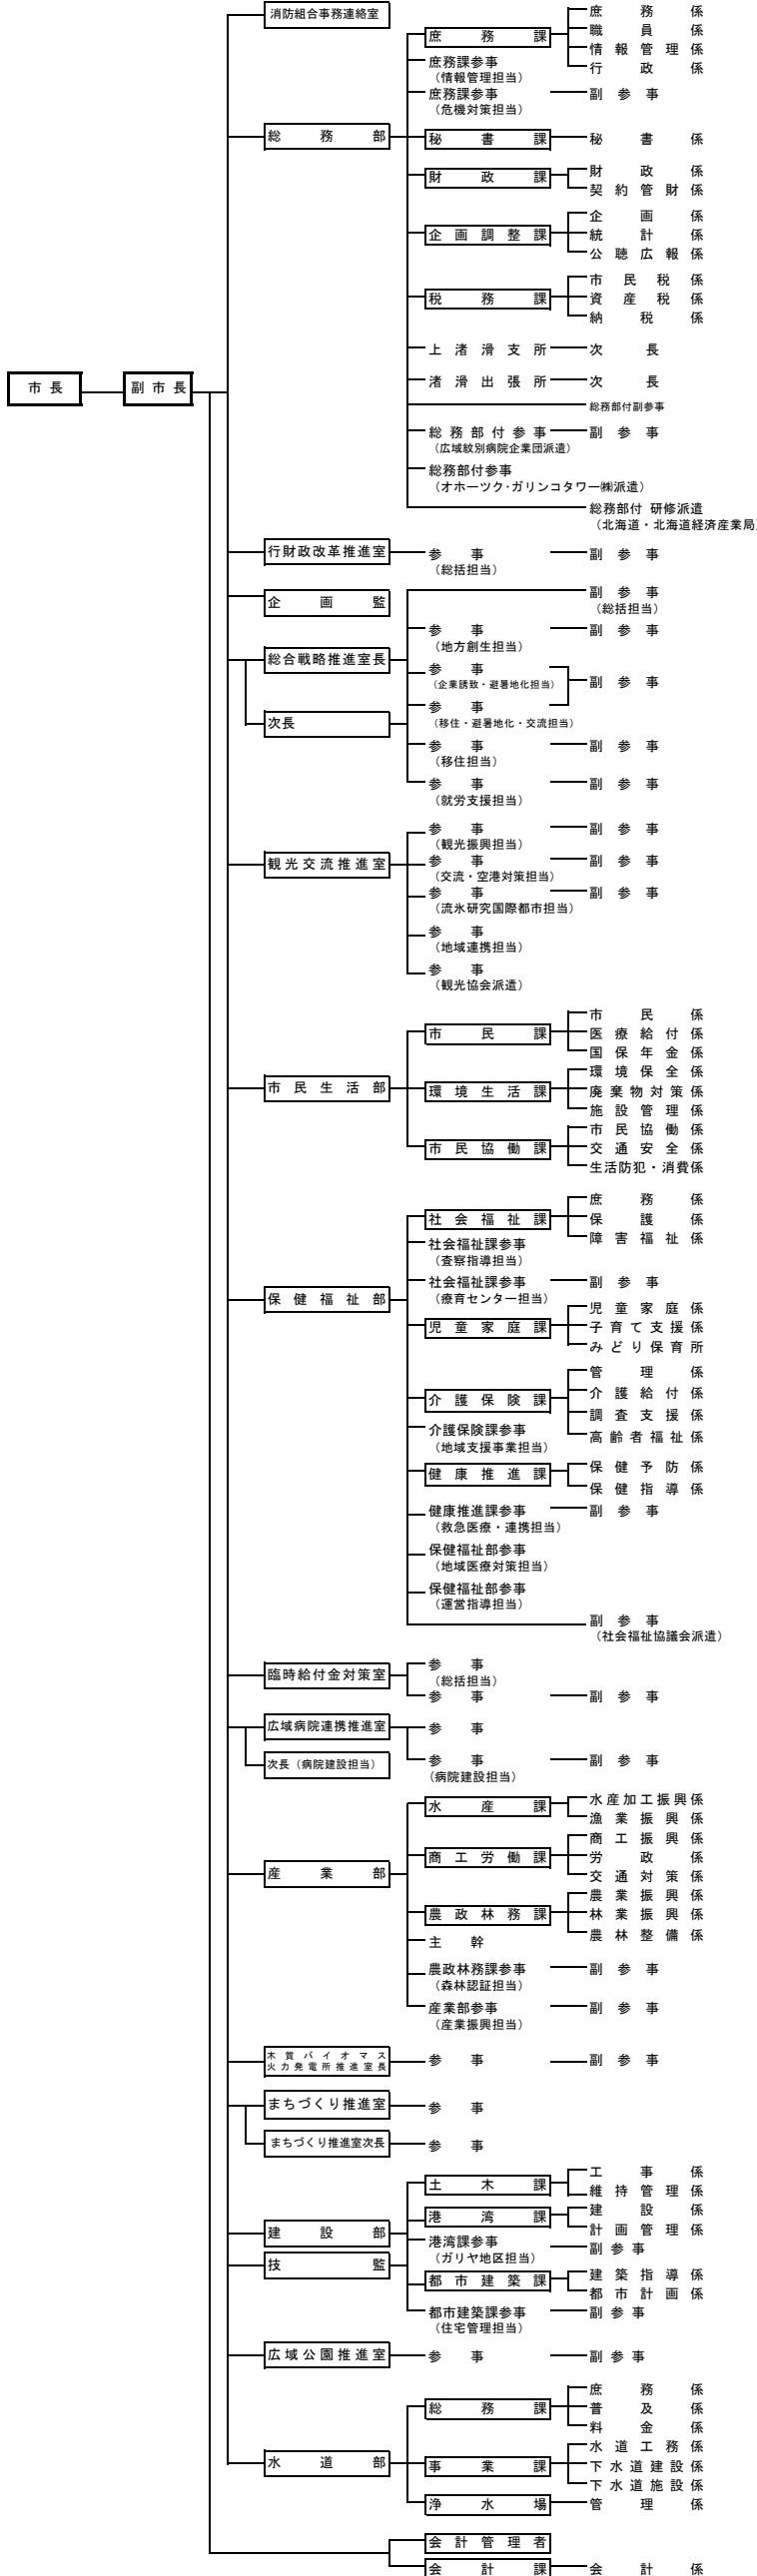 消防組合事務連絡室
庶務課
庶務係
職員係
情報管理係
行政係
庶務課参事
（情報管理担当）
庶務課参事
副参事
（危機対策担当）
総務部
秘書課
秘書係
財政課
財政係
契約管財係
企画調整課
企画係
統計係
公聴広報係
税務課
市民税係
資産税係
納税係
上渚滑支所
次長
渚滑出張所
次長
市長
副市長
総務部付副参事
総務部付参事
副参事
（広域紋別病院企業団派遣）
総務部付参事
（オホーツク・ガリンコタワー㈱派遣）
総務部付 研修派遣
（北海道・北海道経済産業局）
行財政改革推進室
参事
副参事
（総括担当）
企画監
副参事
（総括担当）
総合戦略推進室長
参事
副参事
（地方創生担当）
参事
（企業誘致・避暑地化担当）
副参事
参事
（移住・避暑地化・交流担当）
次長
参事
副参事
（移住担当）
参事
副参事
（就労支援担当）
観光交流推進室
参事
副参事
（観光振興担当）
参事
副参事
（交流・空港対策担当）
参事
副参事
（流氷研究国際都市担当）
参事
（地域連携担当）
参事
（観光協会派遣）
市民生活部
市民課
市民係
医療給付係
国保年金係
環境生活課
環境保全係
廃棄物対策係
施設管理係
市民協働課
市民協働係
交通安全係
生活防犯・消費係
保健福祉部
社会福祉課
庶務係
保護係
障害福祉係
社会福祉課参事
（査察指導担当）
社会福祉課参事
副参事
（療育センター担当）
児童家庭課
児童家庭係
子育て支援係
みどり保育所
介護保険課
管理係
介護給付係
調査支援係
高齢者福祉係
介護保険課参事
（地域支援事業担当）
健康推進課
保健予防係
保健指導係
健康推進課参事
副参事
（救急医療・連携担当）
保健福祉部参事
（地域医療対策担当）
保健福祉部参事
（運営指導担当）
副参事
（社会福祉協議会派遣）
臨時給付金対策室
参事
（総括担当）
参事
副参事
広域病院連携推進室
参事
次長（病院建設担当）
参事
副参事
（病院建設担当）
産業部
水産課
水産加工振興係
漁業振興係
商工労働課
商工振興係
労政係
交通対策係
農政林務課
農業振興係
林業振興係
農林整備係
主幹
農政林務課参事
副参事
（森林認証担当）
産業部参事
副参事
（産業振興担当）
木質バイオマス
火力発電所推進室長
参事
副参事
まちづくり推進室
参事
まちづくり推進室次長
参事
建設部
技監
土木課
工事係
維持管理係
港湾課
建設係
計画管理係
港湾課参事
副参事
（ガリヤ地区担当）
都市建築課
建築指導係
都市計画係
都市建築課参事
副参事
（住宅管理担当）
広域公園推進室
参事
副参事
水道部
総務課
庶務係
普及係
料金係
事業課
水道工務係
下水道建設係
下水道施設係
浄水場
管理係
会計管理者
会計課
会計係